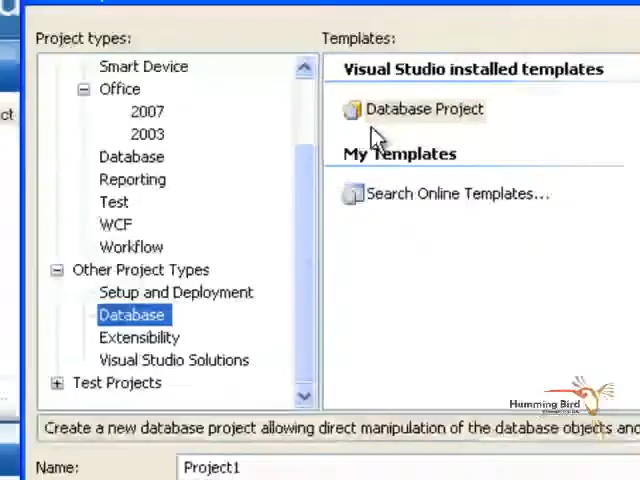 Project types:
Templates:
Smart Device
Office
2007
2003
Database
Reporting
Test
WCF
Workflow
Other Project Types
Setup and Deployment
Database
Extensibility
Visual Studio Solutions
Test Projects
Visual Studio installed templates
Database Project
My Templates
Search Online Templates...
Humming Bird
Create a new database project allowing direct manipulation of the database objects and
Name:
Project1